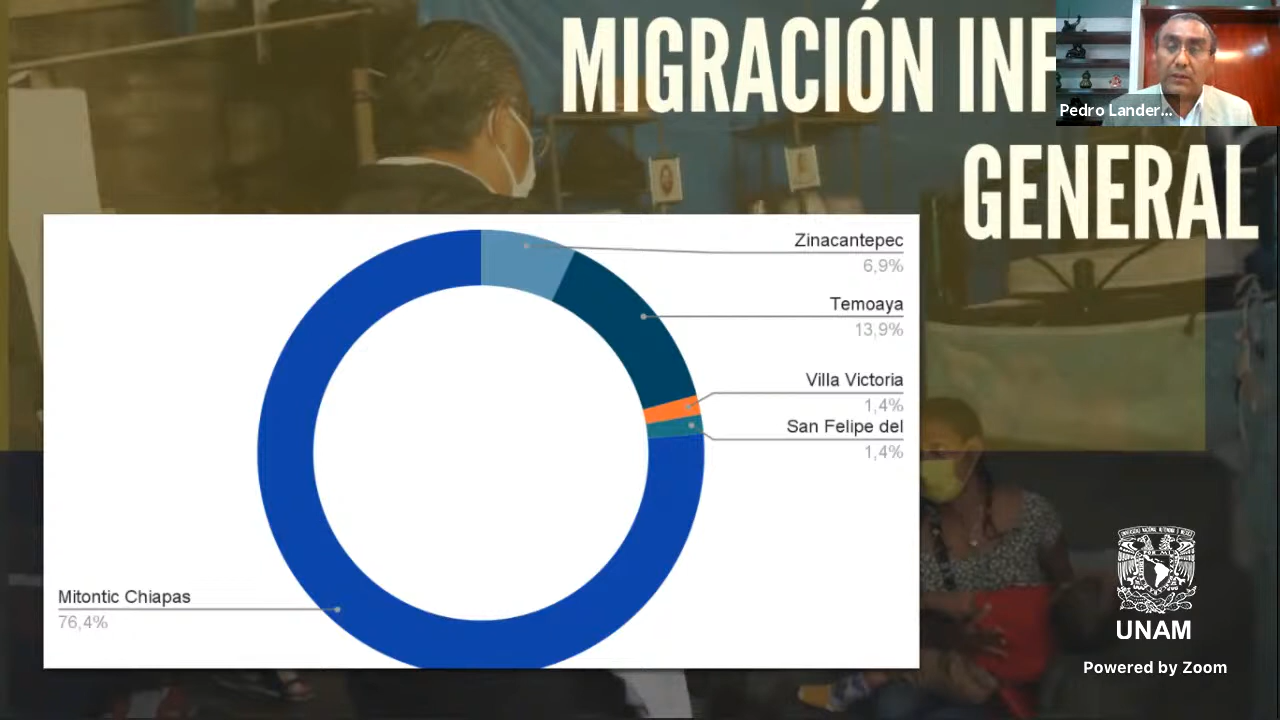 MIGRACIÓN INF
Pedro Lander...
GENERAL
Zinacantepec
6,9%
Temoaya
13,9%
Villa Victoria
1,4%
San Felipe del
1,4%
Mitontic Chiapas
76,4%
UNAM
Powered by Zoom